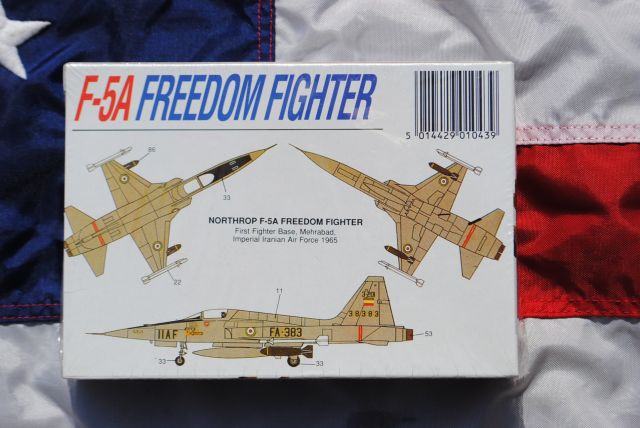 F-5A FREEDOM FIGHTER
5 014429 010439
86
33
NORTHROP F-5A FREEDOM FIGHTER
First Fighter Base, Mehrabad,
Imperial Iranian Air Force 1965
22
11
38383
IIAF
FA-383
53
33
33